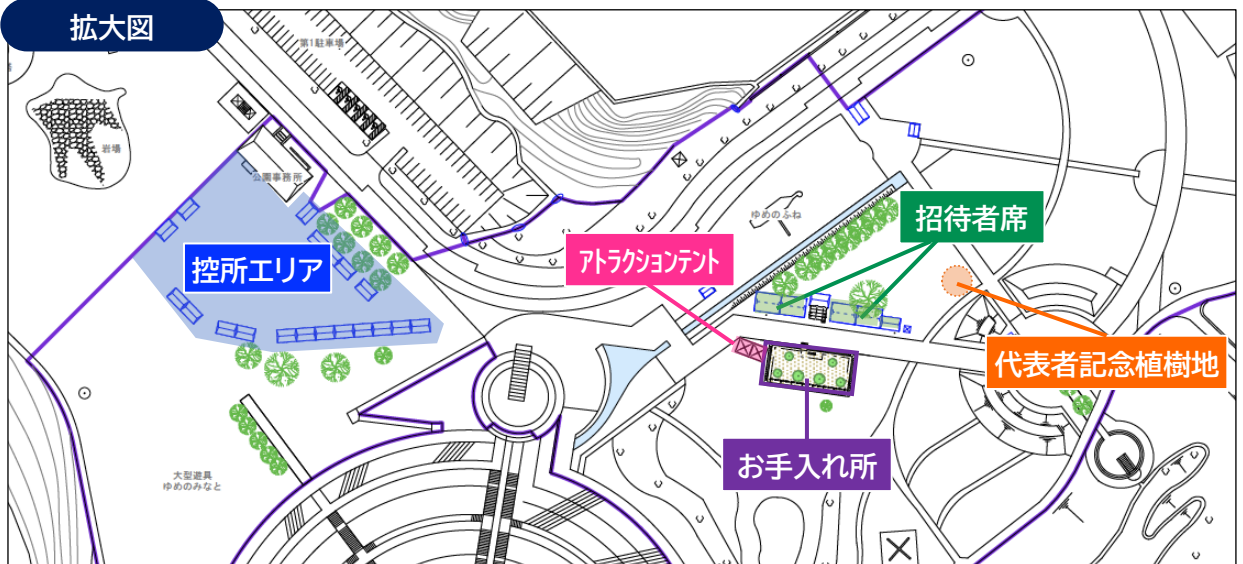 拡大図
第1駐車場
岩場
公園事務所
ゆめのふね
招待者席
アトラクションテント
控所エリア
代表者記念植樹地
お手入れ所
大型遊具
ゆめのみなと